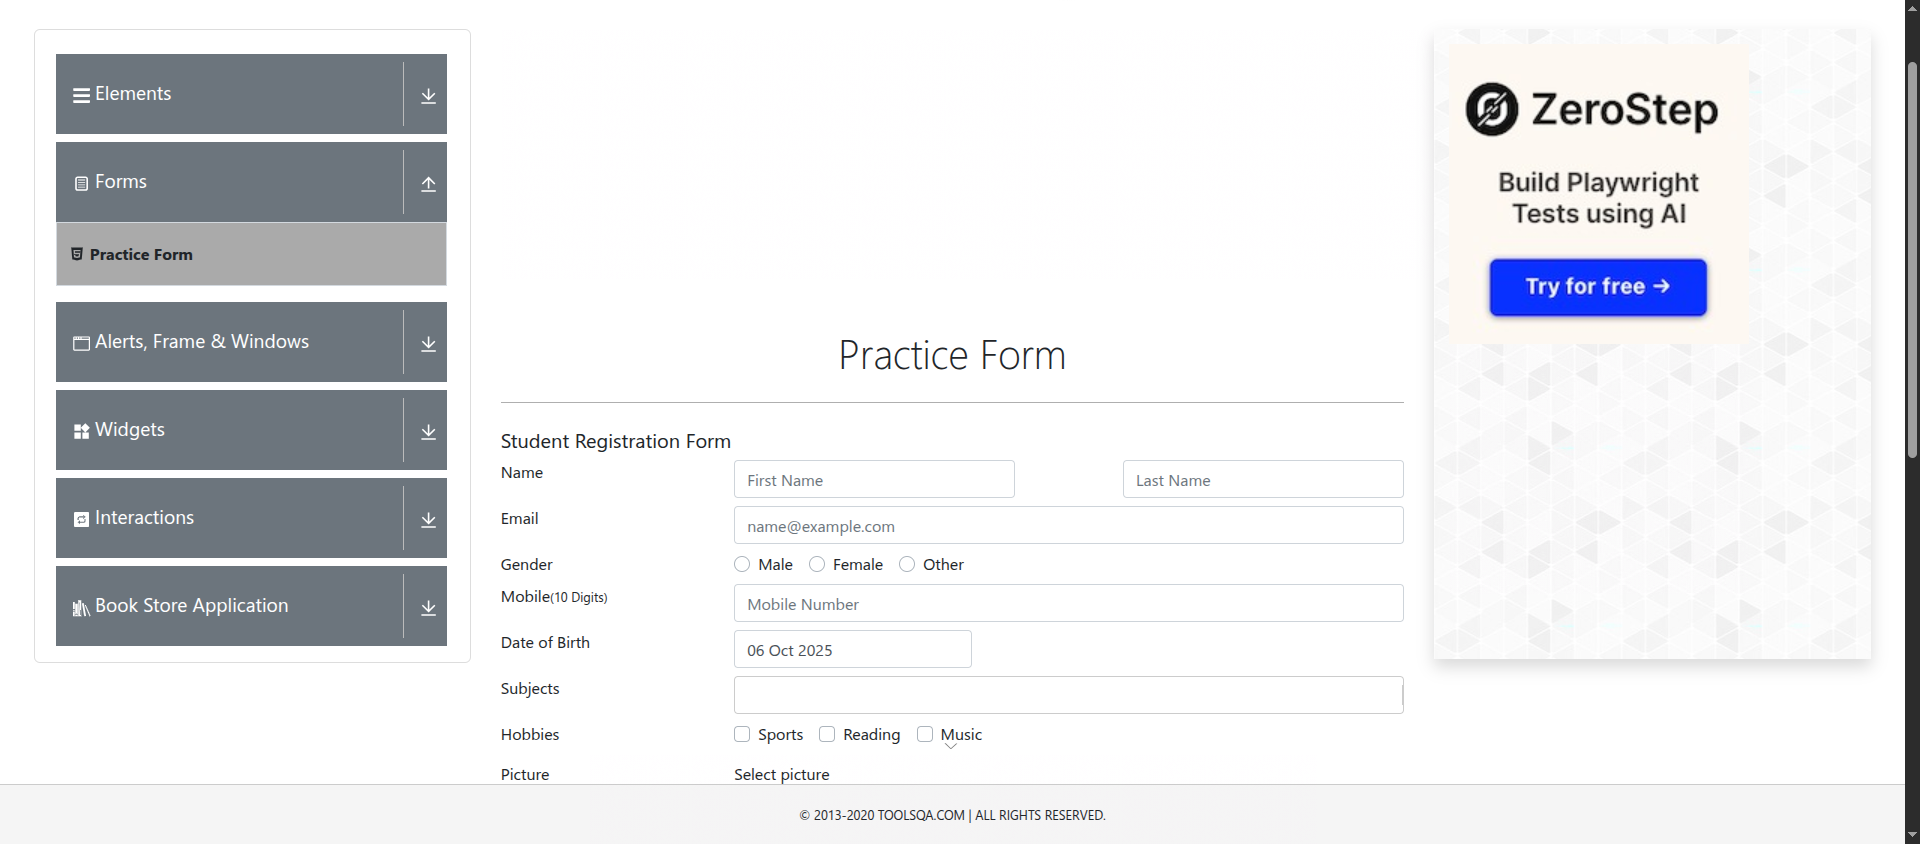 Elements
Forms
Practice Form
Alerts, Frame & Windows
Widgets
Interactions
Book Store Application
Practice Form
Student Registration Form
Name First Name Last Name
Email name@example.com
Gender Male Female Other
Mobile(10 Digits) Mobile Number
Date of Birth 06 Oct 2025
Subjects
Hobbies Sports Reading Music
Picture Select picture
ZeroStep
Build Playwright
Tests using AI
Try for free →
© 2013-2020 TOOLSQA.COM | ALL RIGHTS RESERVED.